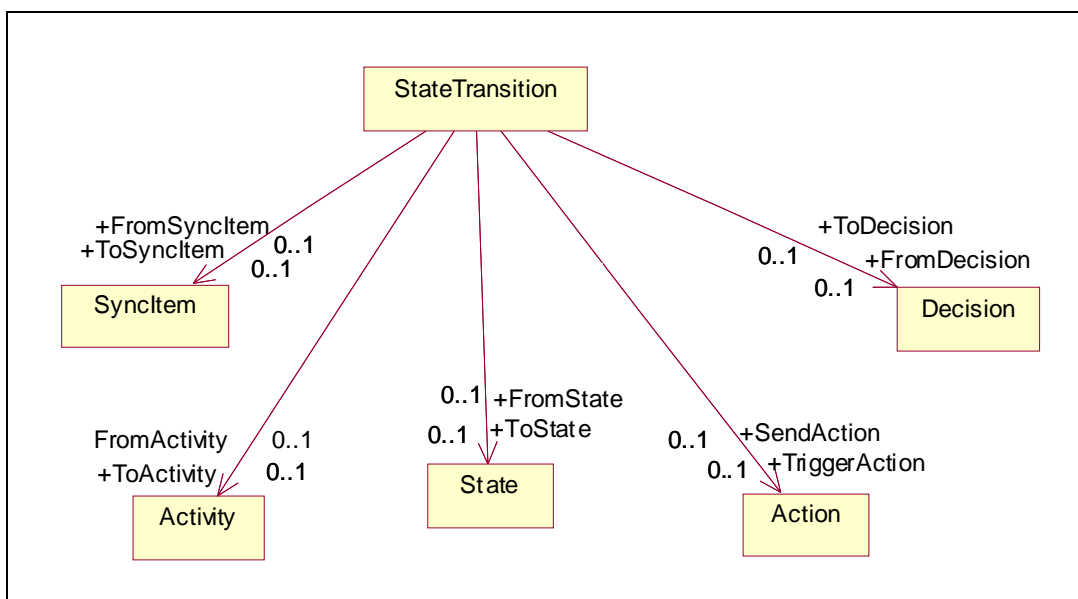 StateTransition
+FromSyncItem
0..1
+ToSyncItem
0..1
SyncItem
+ToDecision
0..1
+FromDecision
0..1
Decision
FromActivity
0..1
+ToActivity
0..1
Activity
0..1
+FromState
0..1
+ToState
State
0..1
+SendAction
0..1
+TriggerAction
Action